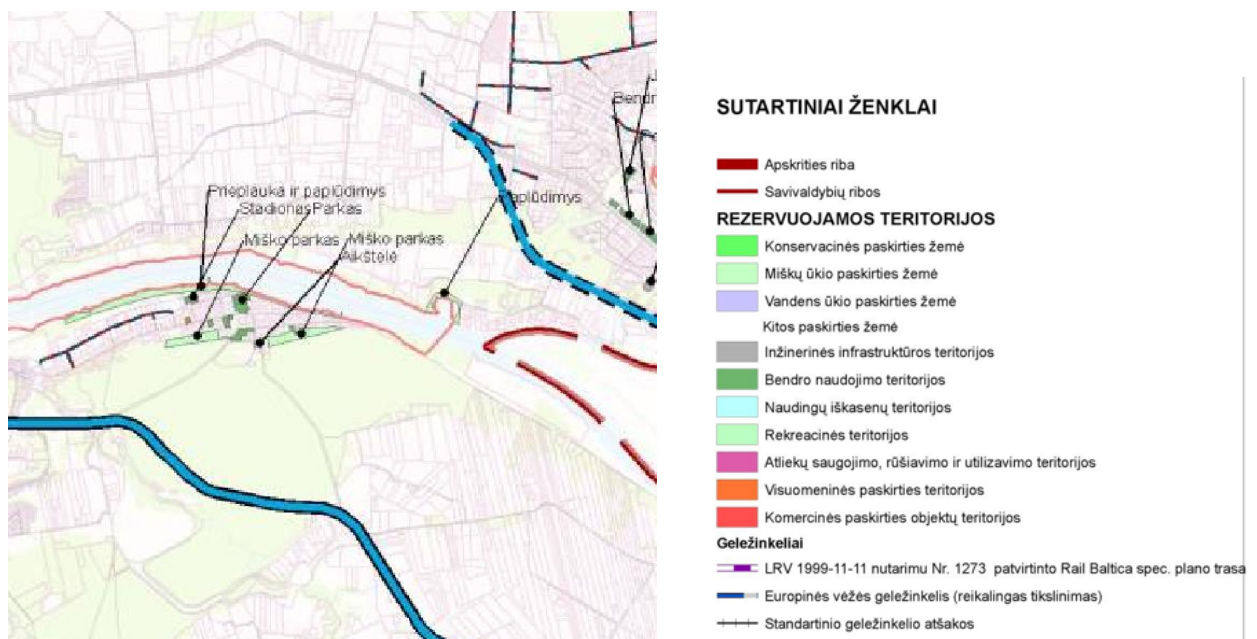 Bendr
Prieplauka ir paplūdimys
Stadionas Parkas
Paplūdimys
Miško parkas
Miško parkas
Aikštelė
SUTARTINIAI ŽENKLAI
Apskrities riba
Savivaldybių ribos
REZERVUOJAMOS TERITORIJOS
Konservacinės paskirties žemė
Miškų ūkio paskirties žemė
Vandens ūkio paskirties žemė
Kitos paskirties žemė
Inžinerinės infrastruktūros teritorijos
Bendro naudojimo teritorijos
Naudingų iškasenų teritorijos
Rekreacinės teritorijos
Atliekų saugojimo, rūšiavimo ir utilizavimo teritorijos
Visuomeninės paskirties teritorijos
Komercinės paskirties objektų teritorijos
Geležinkeliai
LRV 1999-11-11 nutarimu Nr. 1273 patvirtinto Rail Baltica spec. plano trasa
Europinės vėžės geležinkelis (reikalingas tikslinimas)
Standartinio geležinkelio atšakos